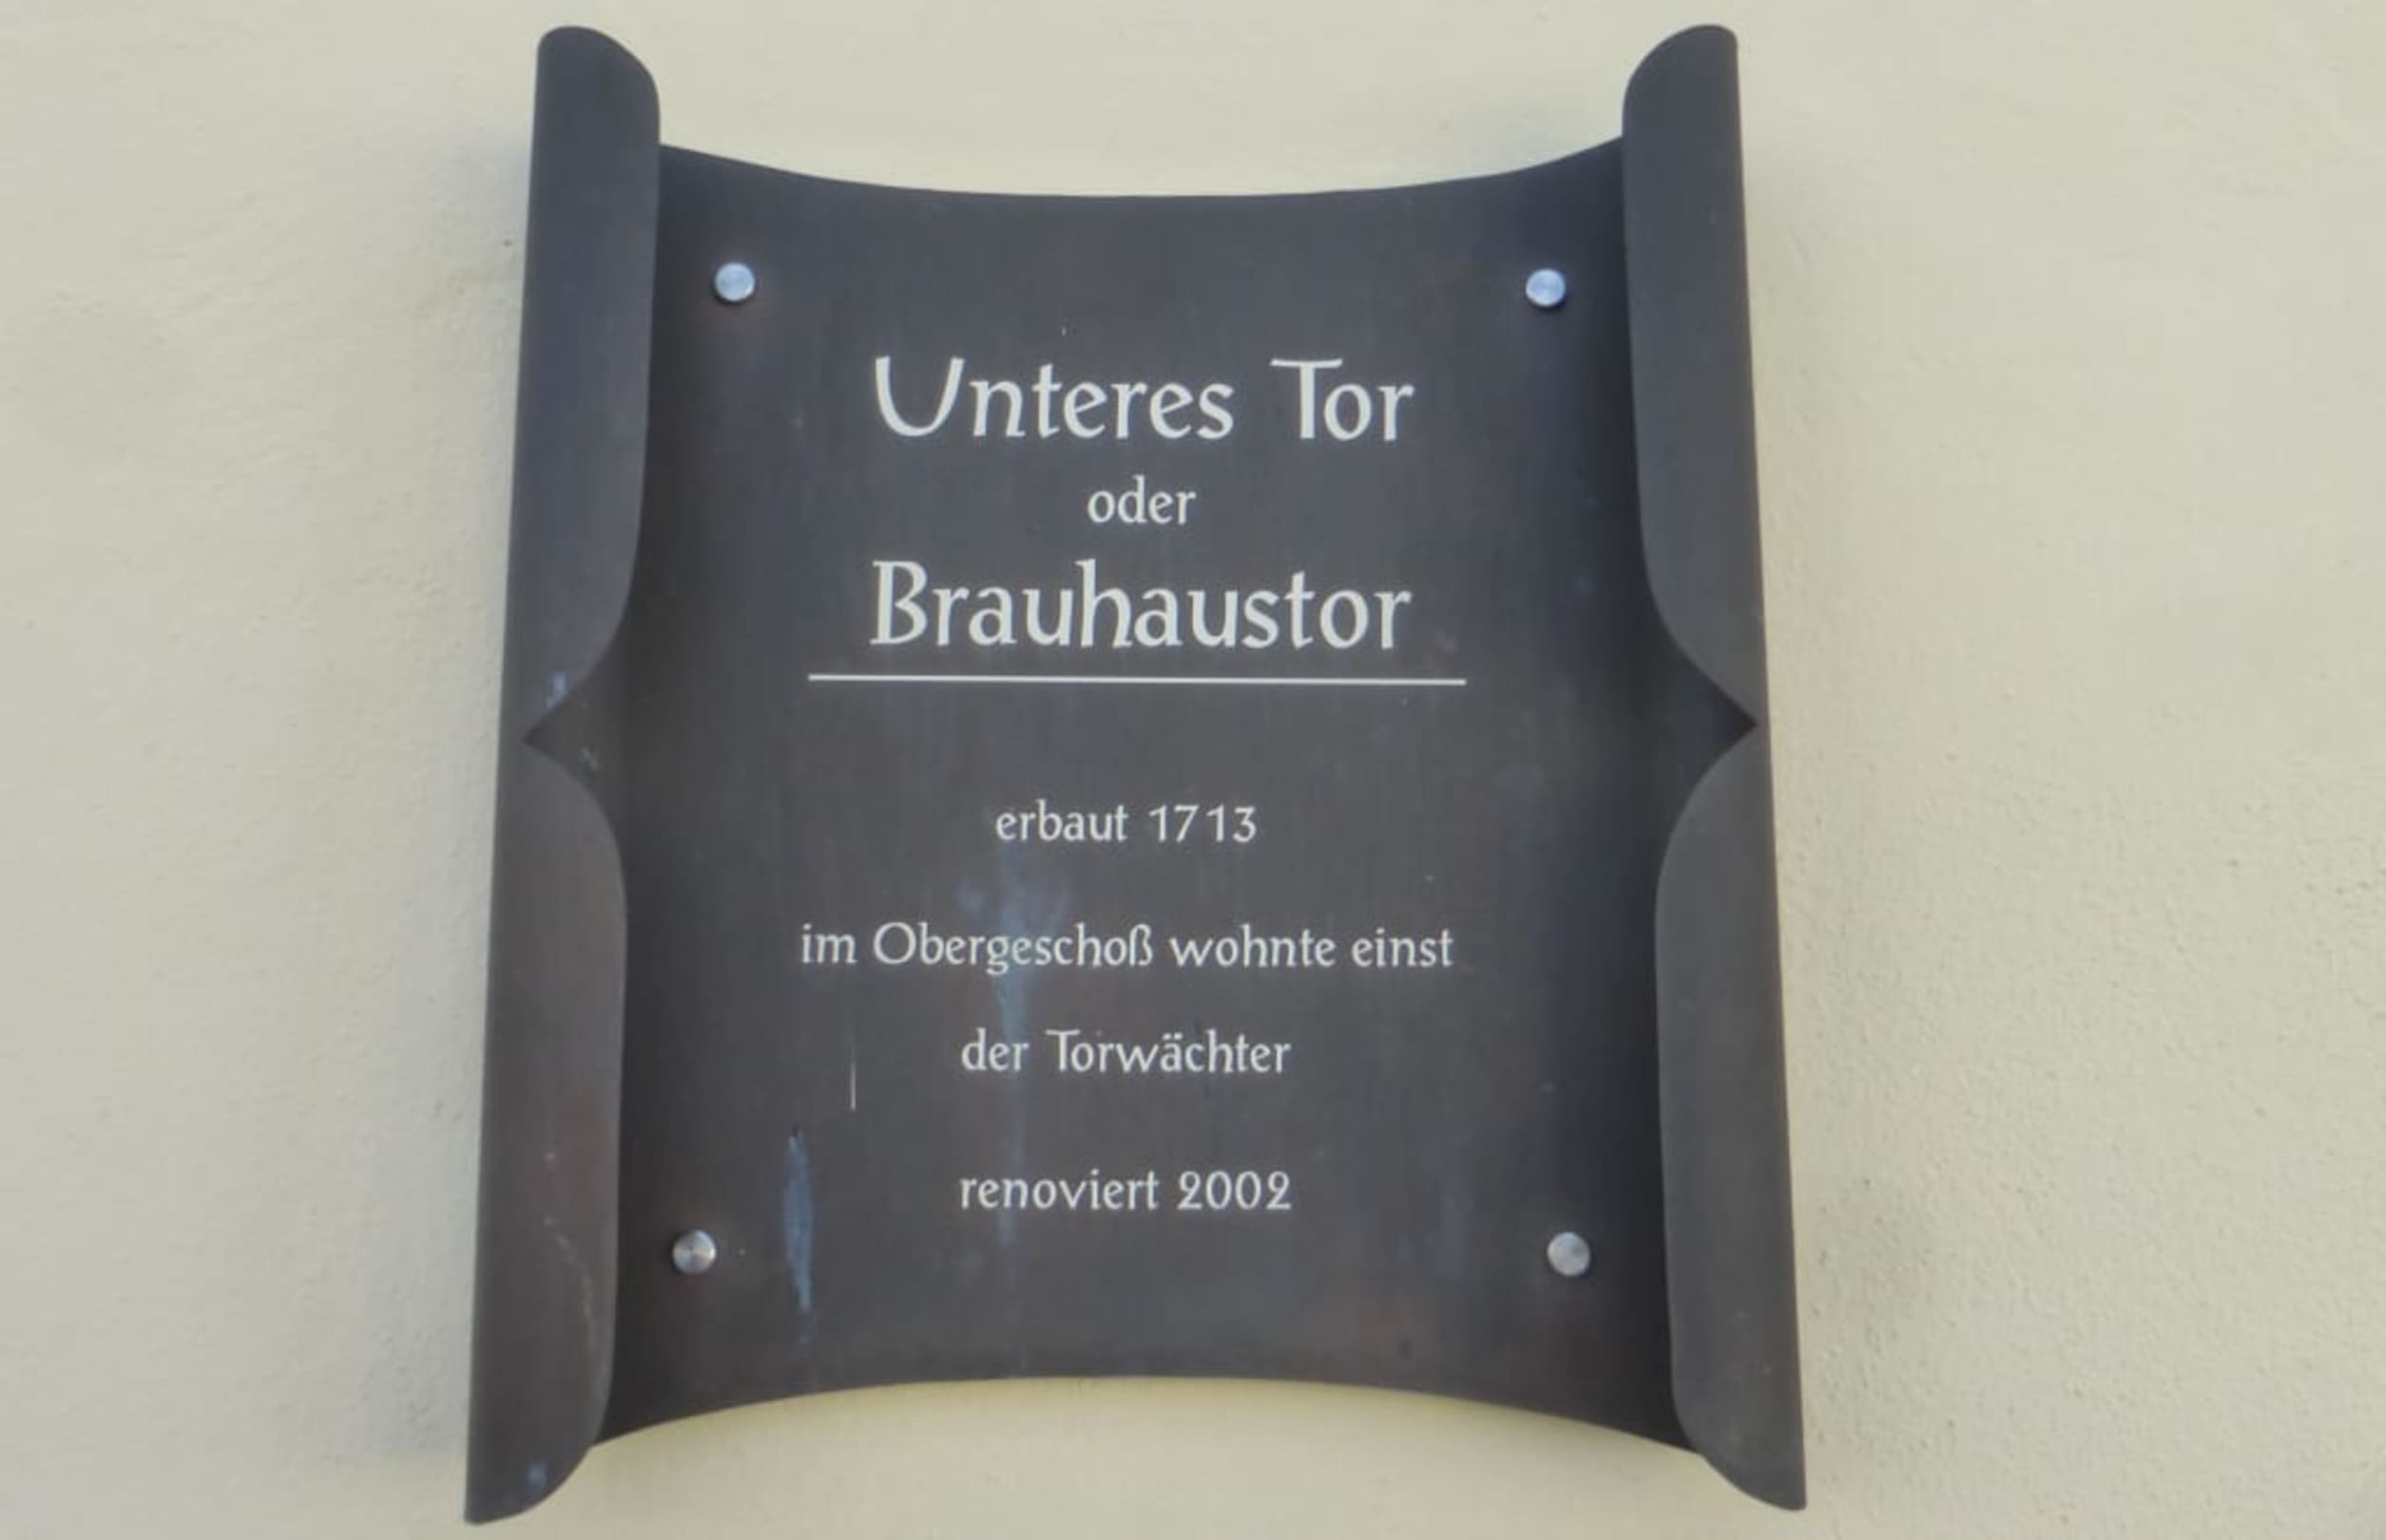 Unteres Tor
oder
Brauhaustor
erbaut 1713
im Obergeschoß wohnte einst
der Torwächter
renoviert 2002